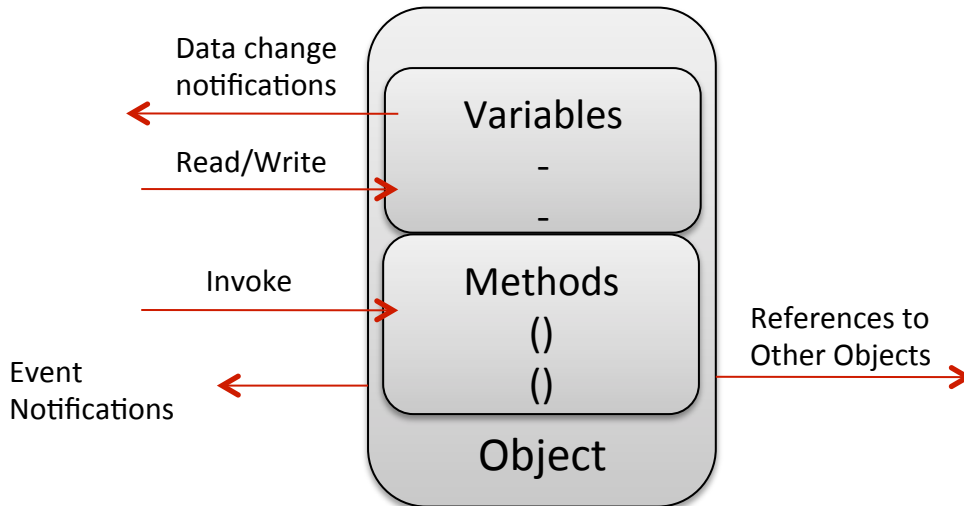 Data change
notifications
Variables
Read/Write
-
-
Invoke
Methods
()
()
References to
Other Objects
Event
Notifications
Object